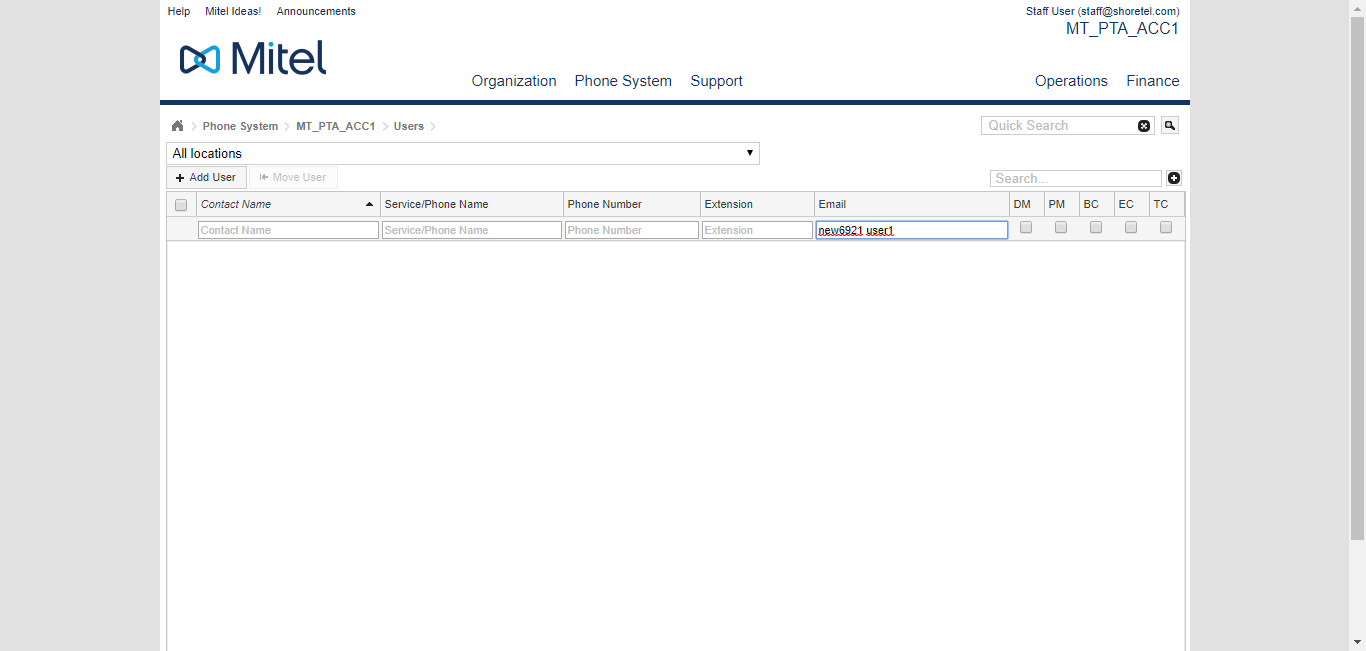 Help Mitel Ideas! Announcements Staff User (staff@shoretel.com)
MT_PTA_ACC1
Mitel
Organization Phone System Support Operations Finance
Phone System MT_PTA_ACC1 Users Quick Search
All locations
Add User Move User Search...
Contact Name Service/Phone Name Phone Number Extension Email DM PM BC EC TC
Contact Name Service/Phone Name Phone Number Extension new6921 user1